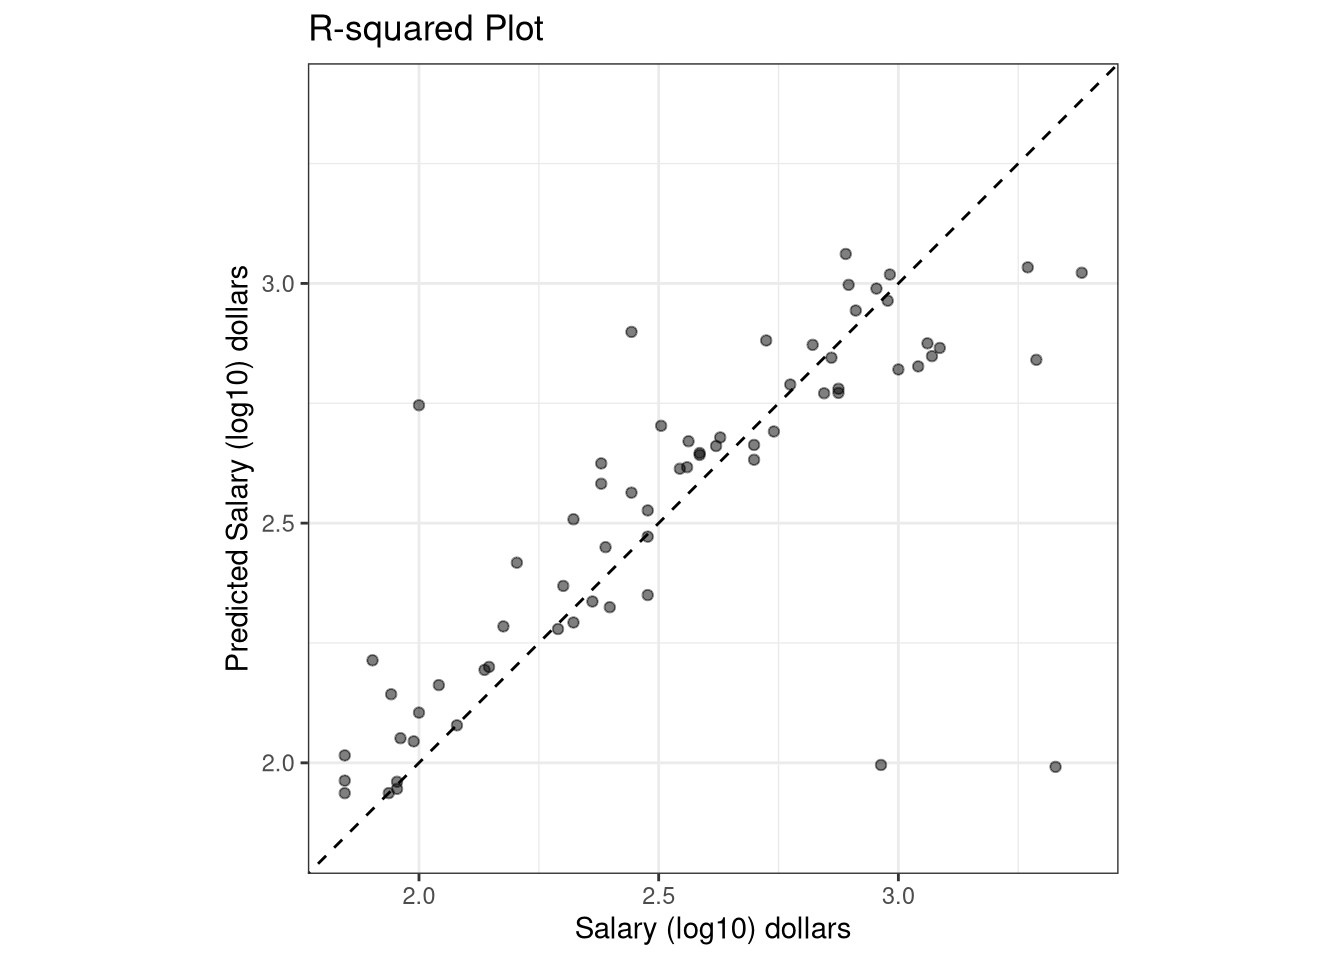 R-squared Plot
Predicted Salary (log10) dollars
3.0
2.5
2.0
2.0 2.5 3.0
Salary (log10) dollars